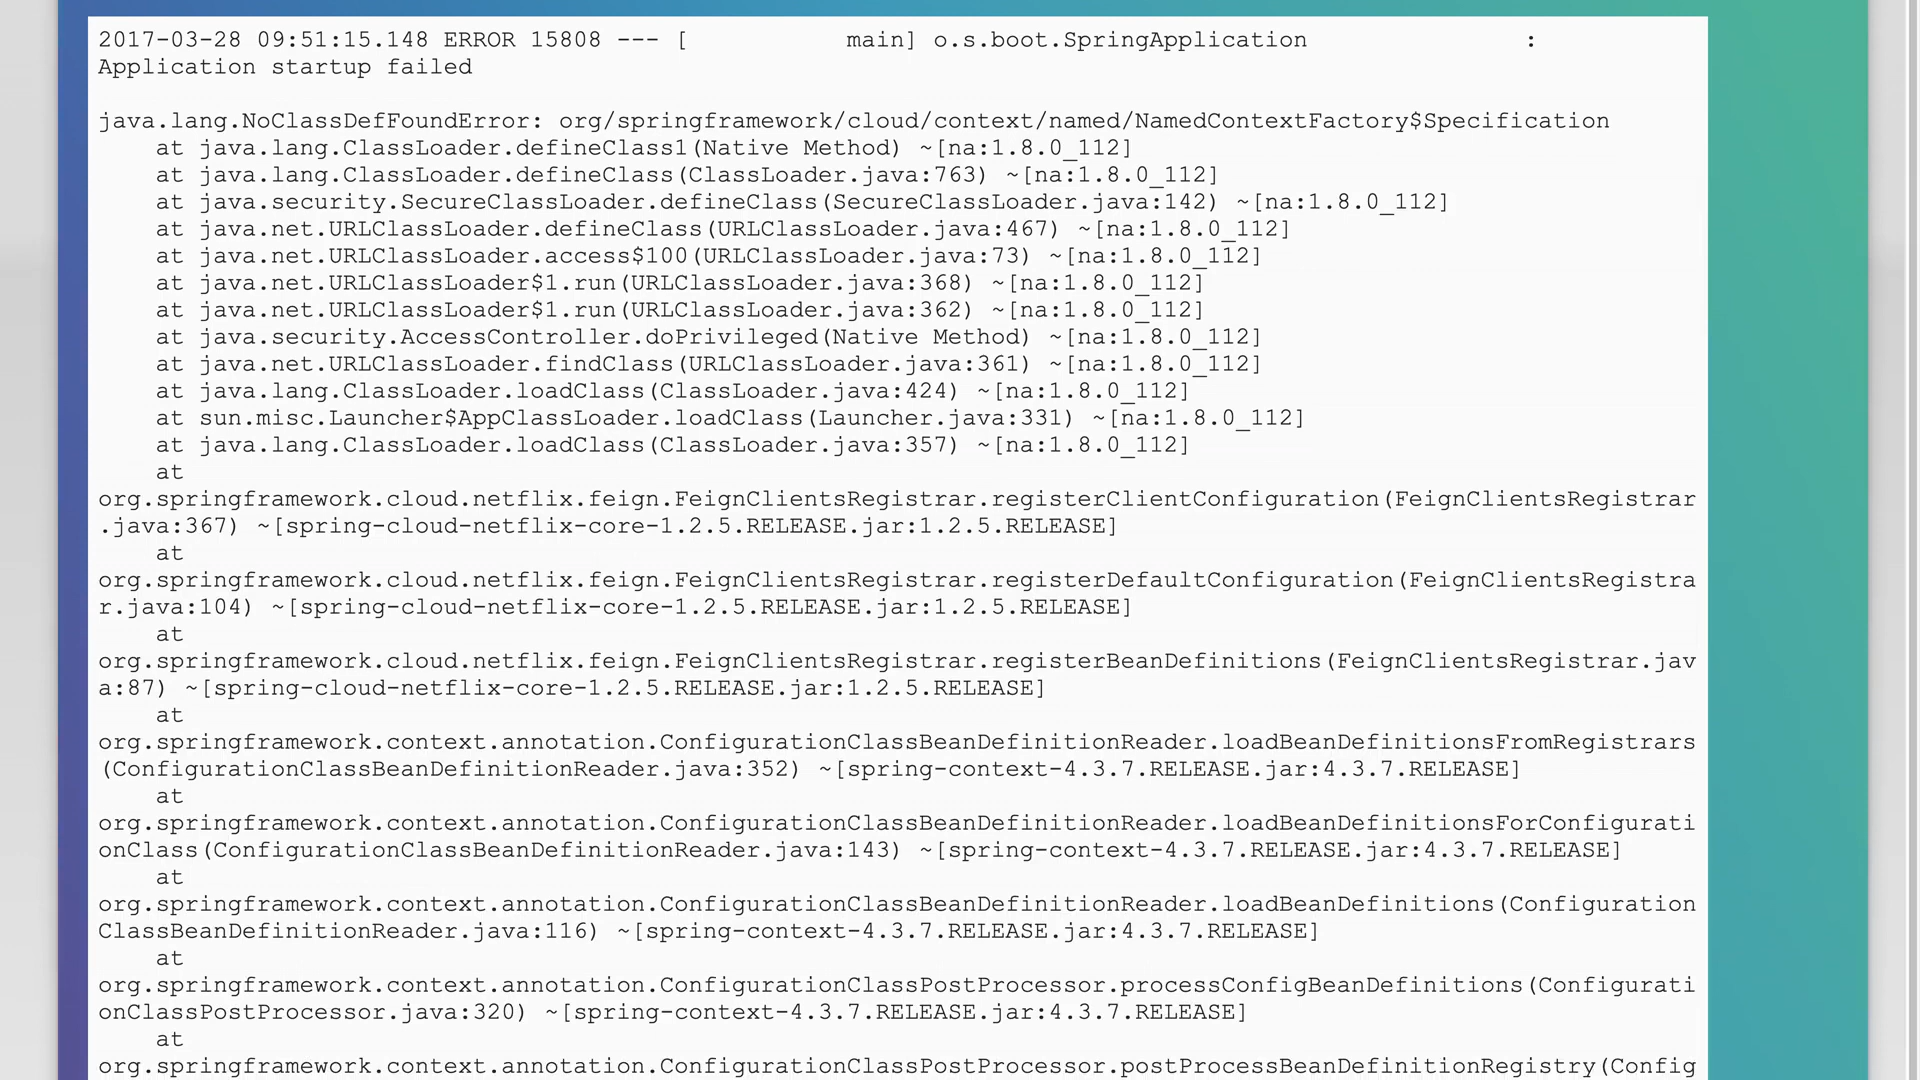 2017-03-28 09:51:15.148 ERROR 15808 --- [           main] o.s.boot.SpringApplication               :
Application startup failed
java.lang.NoClassDefFoundError: org/springframework/cloud/context/named/NamedContextFactory$Specification
    at java.lang.ClassLoader.defineClass1(Native Method) ~[na:1.8.0_112]
    at java.lang.ClassLoader.defineClass(ClassLoader.java:763) ~[na:1.8.0_112]
    at java.security.SecureClassLoader.defineClass(SecureClassLoader.java:142) ~[na:1.8.0_112]
    at java.net.URLClassLoader.defineClass(URLClassLoader.java:467) ~[na:1.8.0_112]
    at java.net.URLClassLoader.access$100(URLClassLoader.java:73) ~[na:1.8.0_112]
    at java.net.URLClassLoader$1.run(URLClassLoader.java:368) ~[na:1.8.0_112]
    at java.net.URLClassLoader$1.run(URLClassLoader.java:362) ~[na:1.8.0_112]
    at java.security.AccessController.doPrivileged(Native Method) ~[na:1.8.0_112]
    at java.net.URLClassLoader.findClass(URLClassLoader.java:361) ~[na:1.8.0_112]
    at java.lang.ClassLoader.loadClass(ClassLoader.java:424) ~[na:1.8.0_112]
    at sun.misc.Launcher$AppClassLoader.loadClass(Launcher.java:331) ~[na:1.8.0_112]
    at java.lang.ClassLoader.loadClass(ClassLoader.java:357) ~[na:1.8.0_112]
    at
org.springframework.cloud.netflix.feign.FeignClientsRegistrar.registerClientConfiguration(FeignClientsRegistrar
.java:367) ~[spring-cloud-netflix-core-1.2.5.RELEASE.jar:1.2.5.RELEASE]
    at
org.springframework.cloud.netflix.feign.FeignClientsRegistrar.registerDefaultConfiguration(FeignClientsRegistra
r.java:104) ~[spring-cloud-netflix-core-1.2.5.RELEASE.jar:1.2.5.RELEASE]
    at
org.springframework.cloud.netflix.feign.FeignClientsRegistrar.registerBeanDefinitions(FeignClientsRegistrar.jav
a:87) ~[spring-cloud-netflix-core-1.2.5.RELEASE.jar:1.2.5.RELEASE]
    at
org.springframework.context.annotation.ConfigurationClassBeanDefinitionReader.loadBeanDefinitionsFromRegistrars
(ConfigurationClassBeanDefinitionReader.java:352) ~[spring-context-4.3.7.RELEASE.jar:4.3.7.RELEASE]
    at
org.springframework.context.annotation.ConfigurationClassBeanDefinitionReader.loadBeanDefinitionsForConfigurati
onClass(ConfigurationClassBeanDefinitionReader.java:143) ~[spring-context-4.3.7.RELEASE.jar:4.3.7.RELEASE]
    at
org.springframework.context.annotation.ConfigurationClassBeanDefinitionReader.loadBeanDefinitions(Configuration
ClassBeanDefinitionReader.java:116) ~[spring-context-4.3.7.RELEASE.jar:4.3.7.RELEASE]
    at
org.springframework.context.annotation.ConfigurationClassPostProcessor.processConfigBeanDefinitions(Configurati
onClassPostProcessor.java:320) ~[spring-context-4.3.7.RELEASE.jar:4.3.7.RELEASE]
    at
org.springframework.context.annotation.ConfigurationClassPostProcessor.postProcessBeanDefinitionRegistry(Config